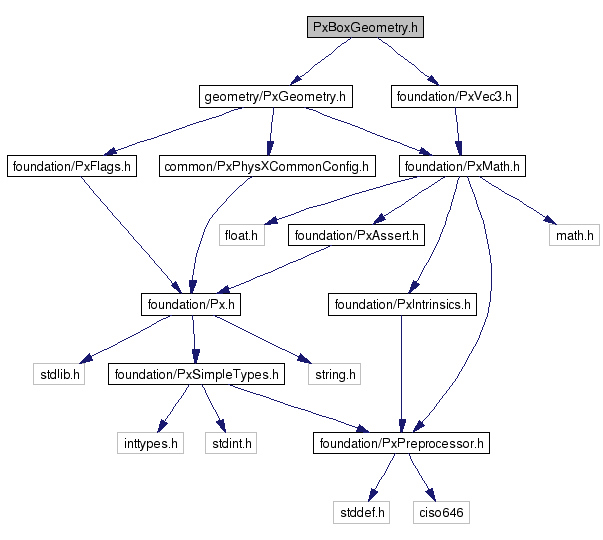 PxBoxGeometry.h
geometry/PxGeometry.h
foundation/PxVec3.h
foundation/PxFlags.h
common/PxPhysXCommonConfig.h
foundation/PxMath.h
float.h
foundation/PxAssert.h
math.h
foundation/Px.h
foundation/PxIntrinsics.h
stdlib.h
foundation/PxSimpleTypes.h
string.h
inttypes.h
stdint.h
foundation/PxPreprocessor.h
stddef.h
ciso646